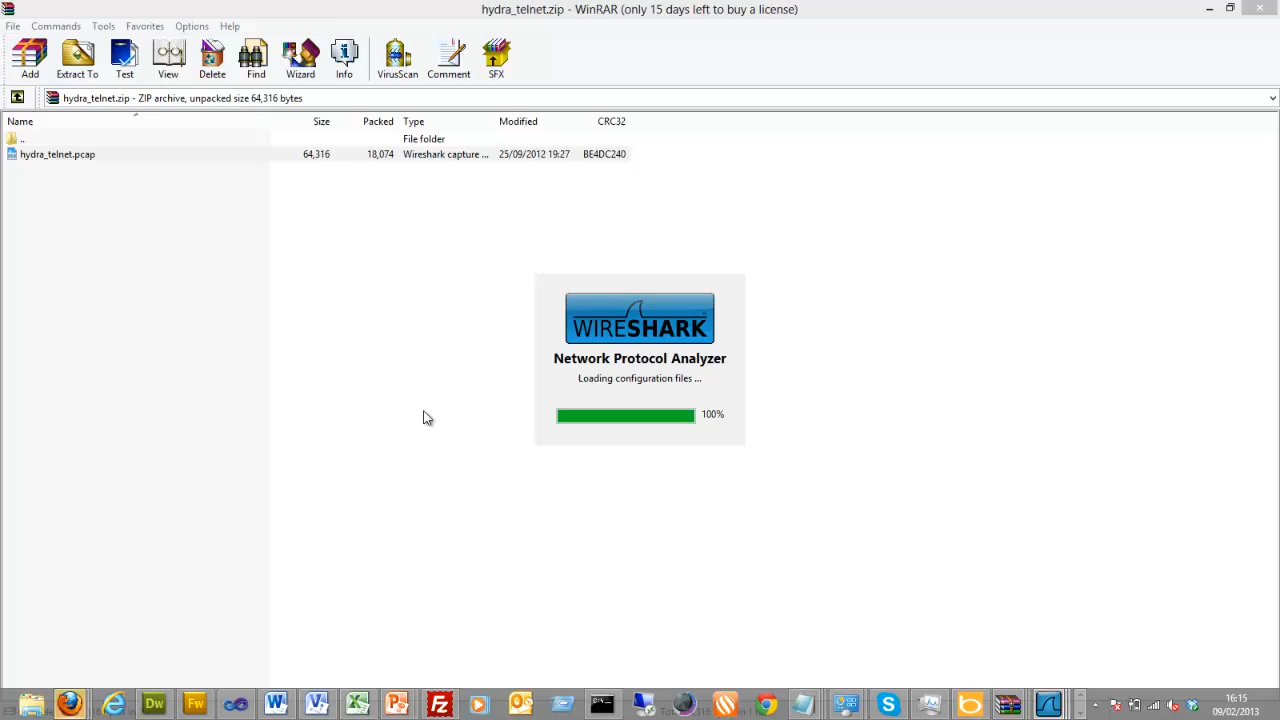 hydra_telnet.zip - WinRAR (only 15 days left to buy a license)
File Commands Tools Favorites Options Help
Add Extract To Test View Delete Find Wizard Info VirusScan Comment SFX
hydra_telnet.zip - ZIP archive, unpacked size 64,316 bytes
Name Size Packed Type Modified CRC32
.. File folder
hydra_telnet.pcap 64,316 18,074 Wireshark capture ... 25/09/2012 19:27 BE4DC240
WIRESHARK
Network Protocol Analyzer
Loading configuration files ...
100%
Dw Fw
16:15
09/02/2013